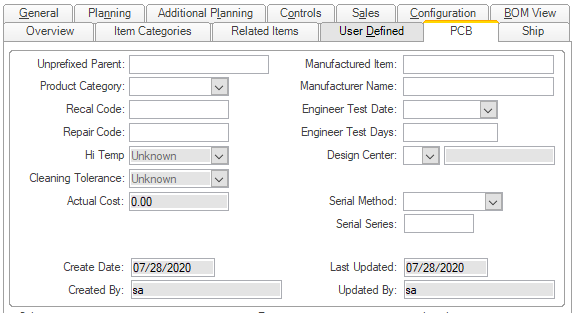 General Planning Additional Planning Controls Sales Configuration BOM View
Overview Item Categories Related Items User Defined PCB Ship
Unprefixed Parent: Manufactured Item:
Product Category: Manufacturer Name:
Recal Code: Engineer Test Date:
Repair Code: Engineer Test Days:
Hi Temp Unknown Design Center:
Cleaning Tolerance: Unknown
Actual Cost: 0.00 Serial Method:
Serial Series:
Create Date: 07/28/2020 Last Updated: 07/28/2020
Created By: sa Updated By: sa